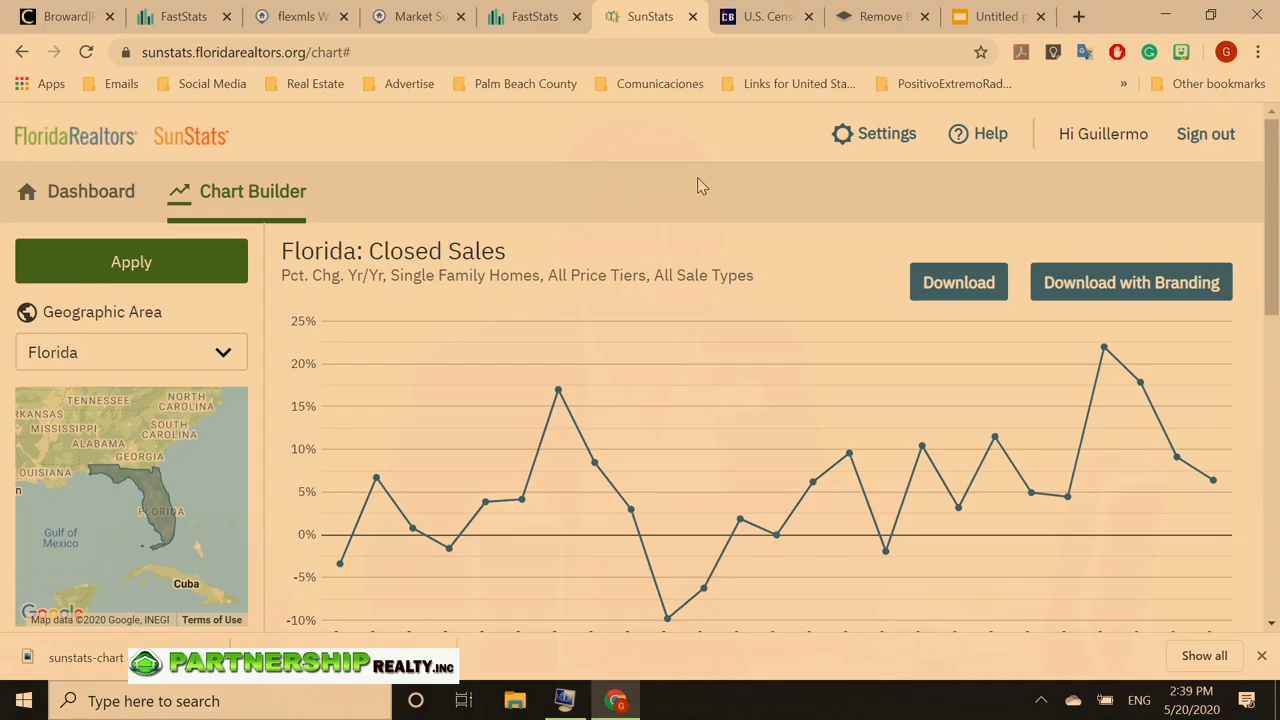 Broward|F
FastStats
flexmls W
Market Su
FastStats
SunStats
U.S. Censu
Remove B
Untitled p
sunstats.floridarealtors.org/chart#
Apps
Emails
Social Media
Real Estate
Advertise
Palm Beach County
Comunicaciones
Links for United Sta...
PositivoExtremoRad...
»
Other bookmarks
FloridaRealtors SunStats
Settings
Help
Hi Guillermo
Sign out
Dashboard
Chart Builder
Apply
Geographic Area
Florida
TENNESSEE
NORTH
CAROLINA
RKANSAS
MISSISSIPPI
SOUTH
CAROLINA
ALABAMA
GEORGIA
LOUISIANA
n
FLORIDA
Gulf of
Mexico
Cuba
Google
Map data ©2020 Google, INEGI
Terms of Use
Florida: Closed Sales
Pct. Chg. Yr/Yr, Single Family Homes, All Price Tiers, All Sale Types
Download
Download with Branding
25%
20%
15%
10%
5%
0%
-5%
-10%
sunstats-chart
PARTNERSHIP REALTY.INC
Show all
Type here to search
ENG
2:39 PM
5/20/2020